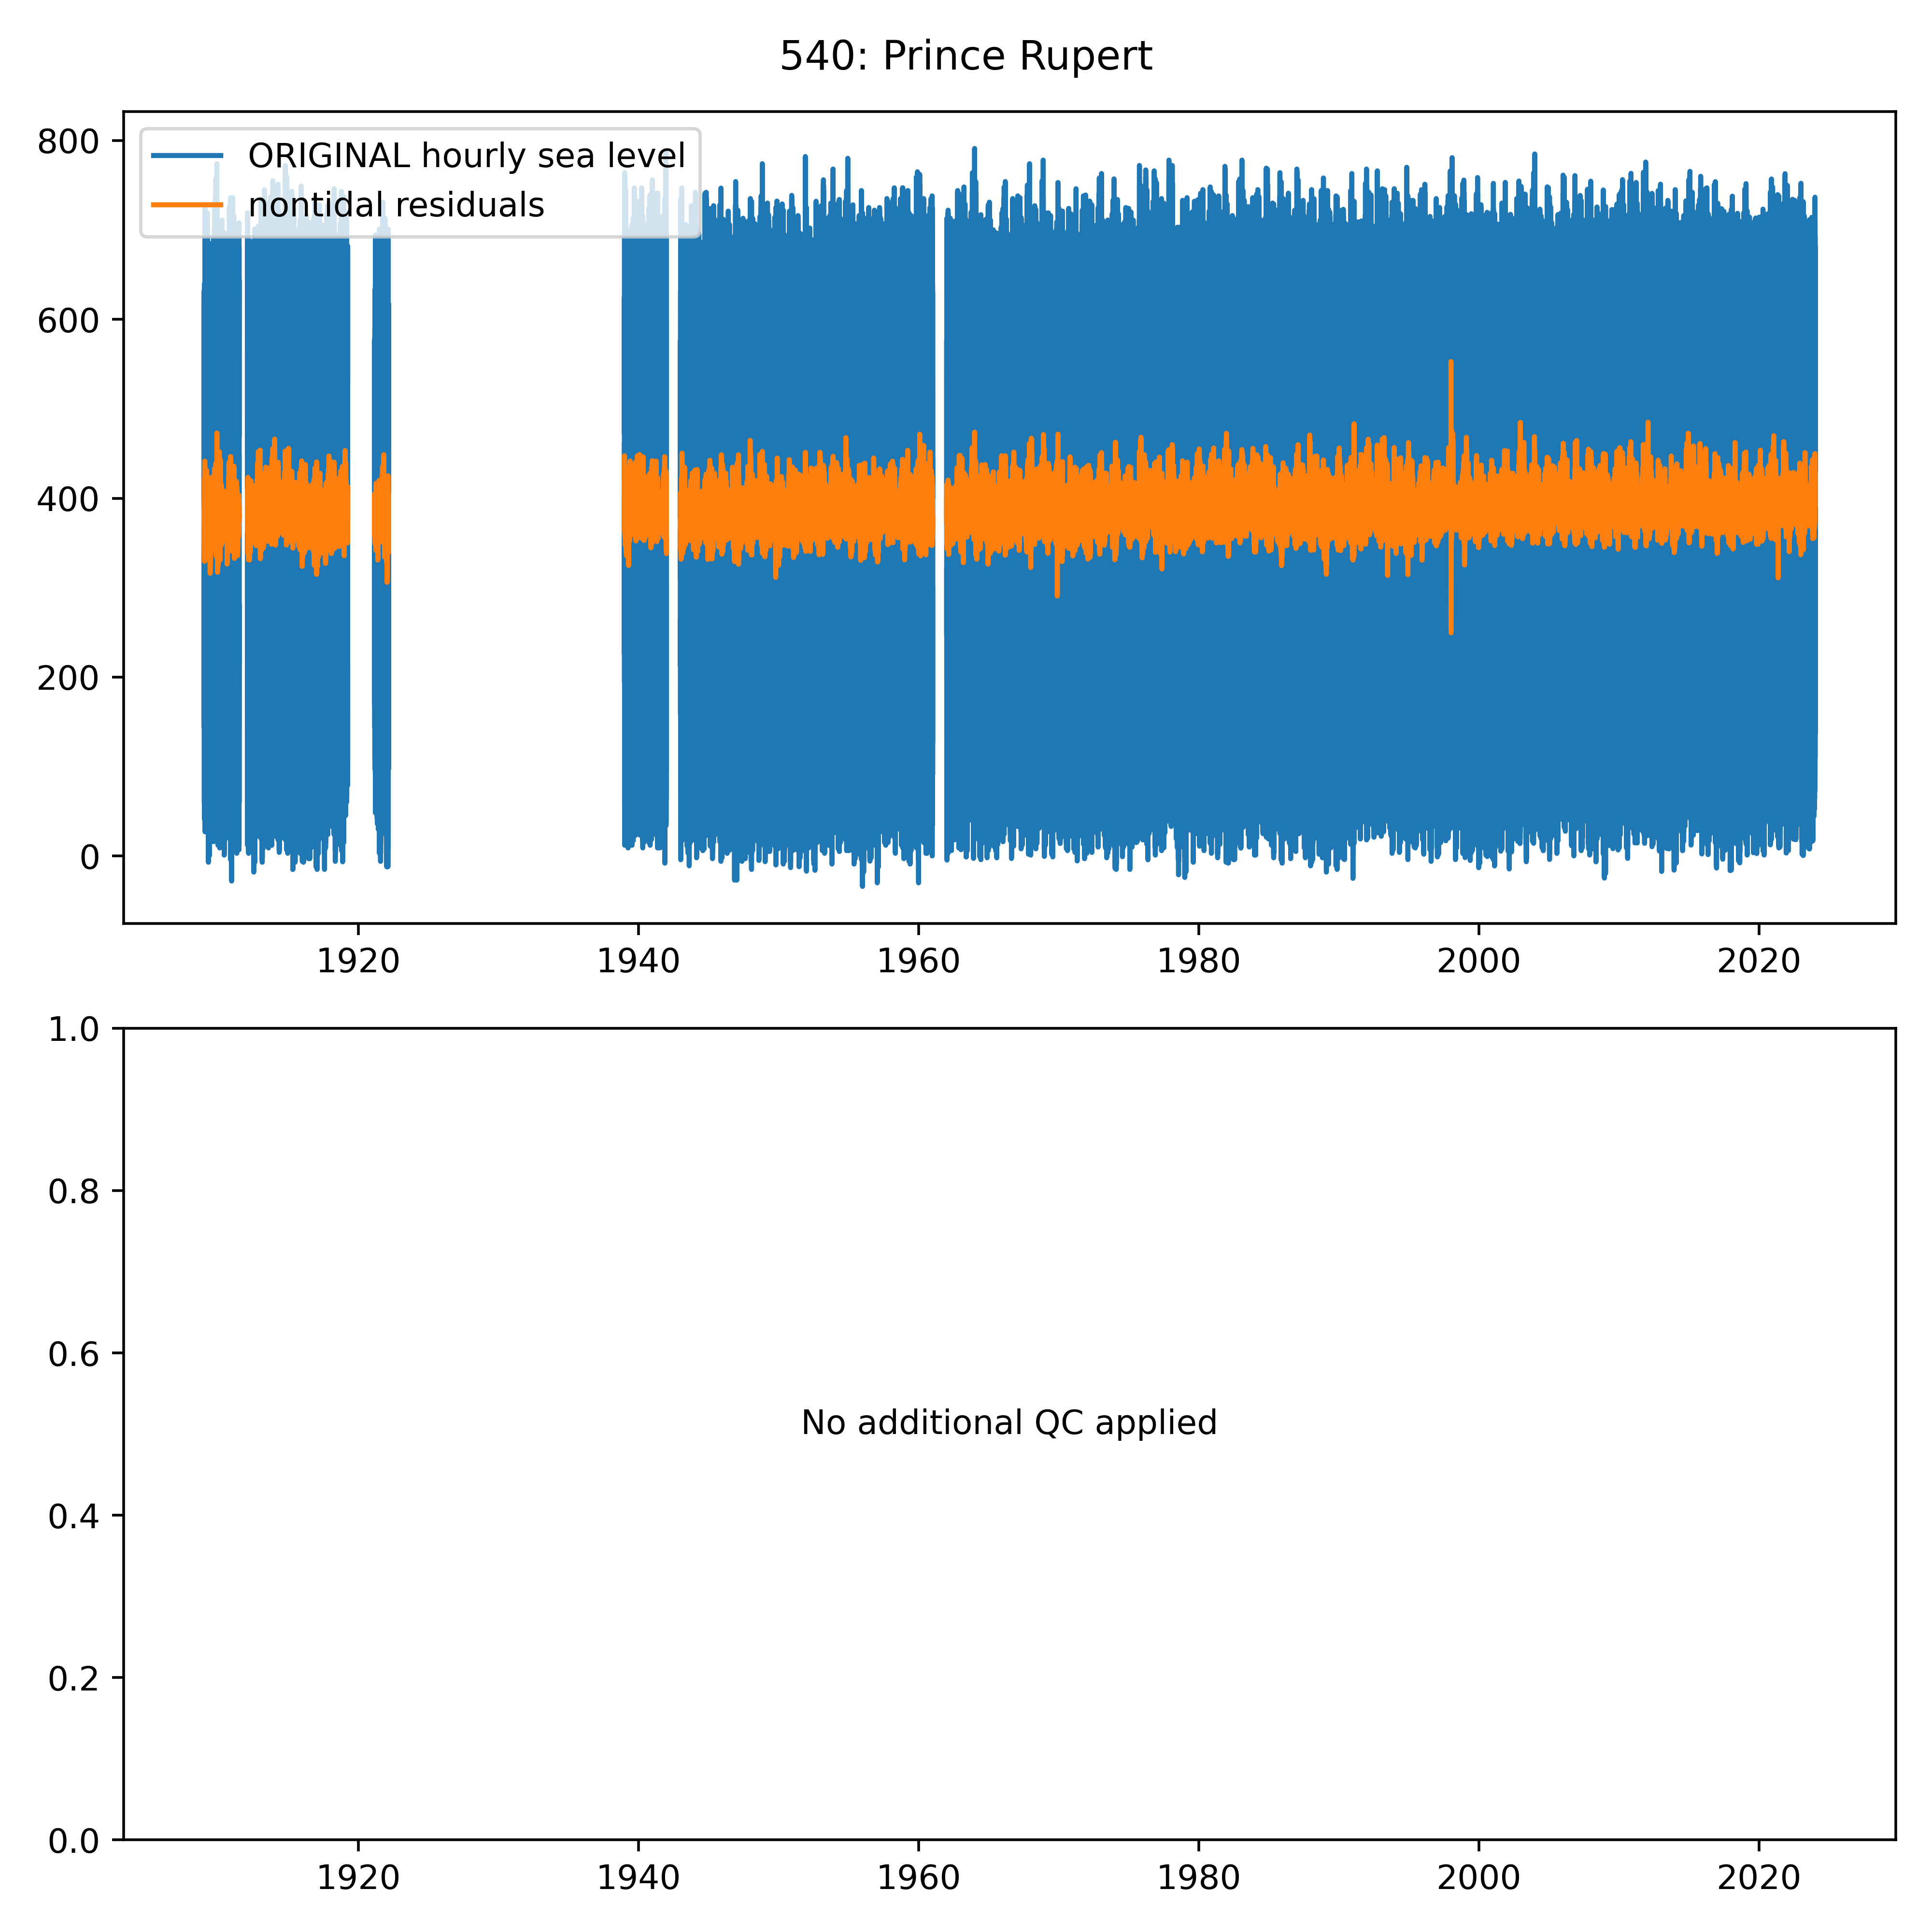 540: Prince Rupert
800
600
400
200
0
ORIGINAL hourly sea level
nontidal residuals
1920 1940 1960 1980 2000 2020
1.0
0.8
0.6
0.4
0.2
0.0
No additional QC applied
1920 1940 1960 1980 2000 2020